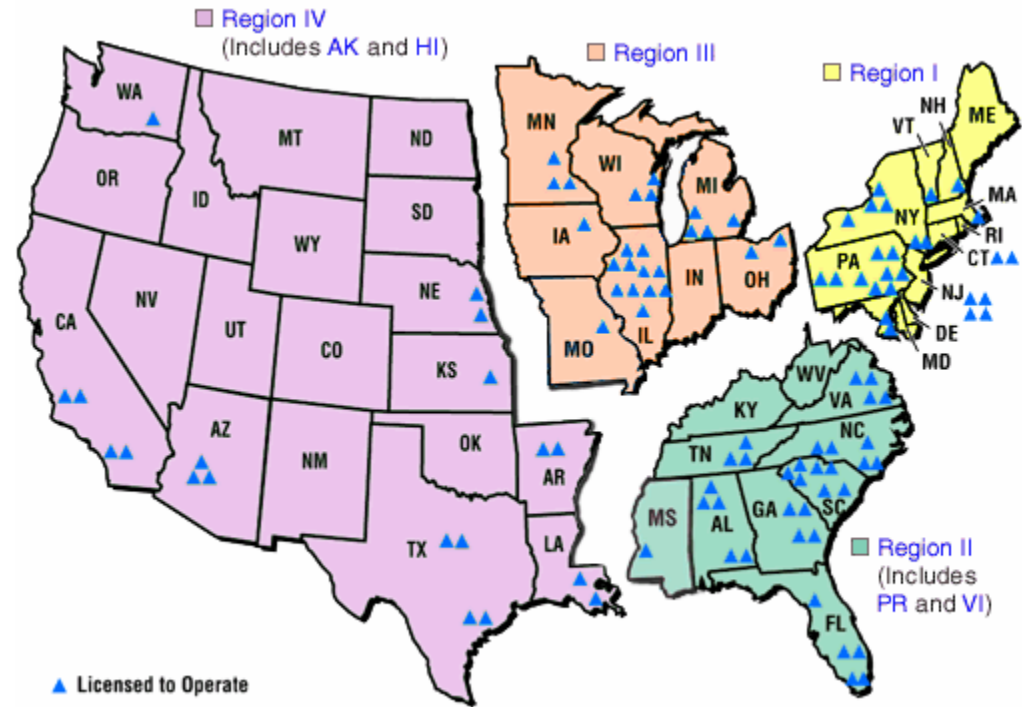 Region IV
(Includes AK and HI)
Region III
Region I
WA
MT
ND
OR
ID
SD
WY
NE
NV
CA
UT
CO
KS
AZ
NM
OK
AR
TX
LA
MN
WI
MI
IA
IL
IN
OH
MO
NH
ME
VT
NY
MA
RI
CT
PA
NJ
DE
MD
WV
KY
VA
TN
NC
MS
AL
GA
SC
FL
Region II
(Includes
PR and VI)
Licensed to Operate